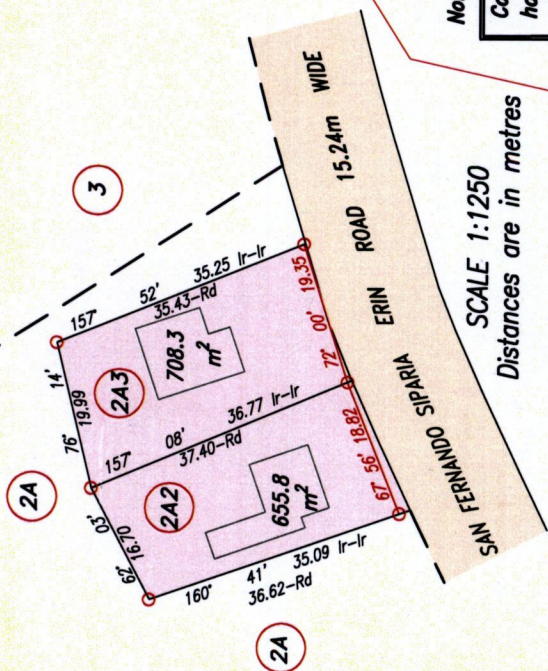 No
Co
ho
3
2A
157°
52'
35.25 Ir-Ir
35.43-Rd
76° 14'
19.99
2A3
708.3
m²
19.35
72° 00'
157° 08'
36.77 Ir-Ir
37.40-Rd
62° 03'
16.70
2A2
655.8
m²
18.82
67° 56'
160° 41'
35.09 Ir-Ir
36.62-Rd
2A
SAN FERNANDO SIPARIA ERIN ROAD 15.24m WIDE
SCALE 1:1250
Distances are in metres